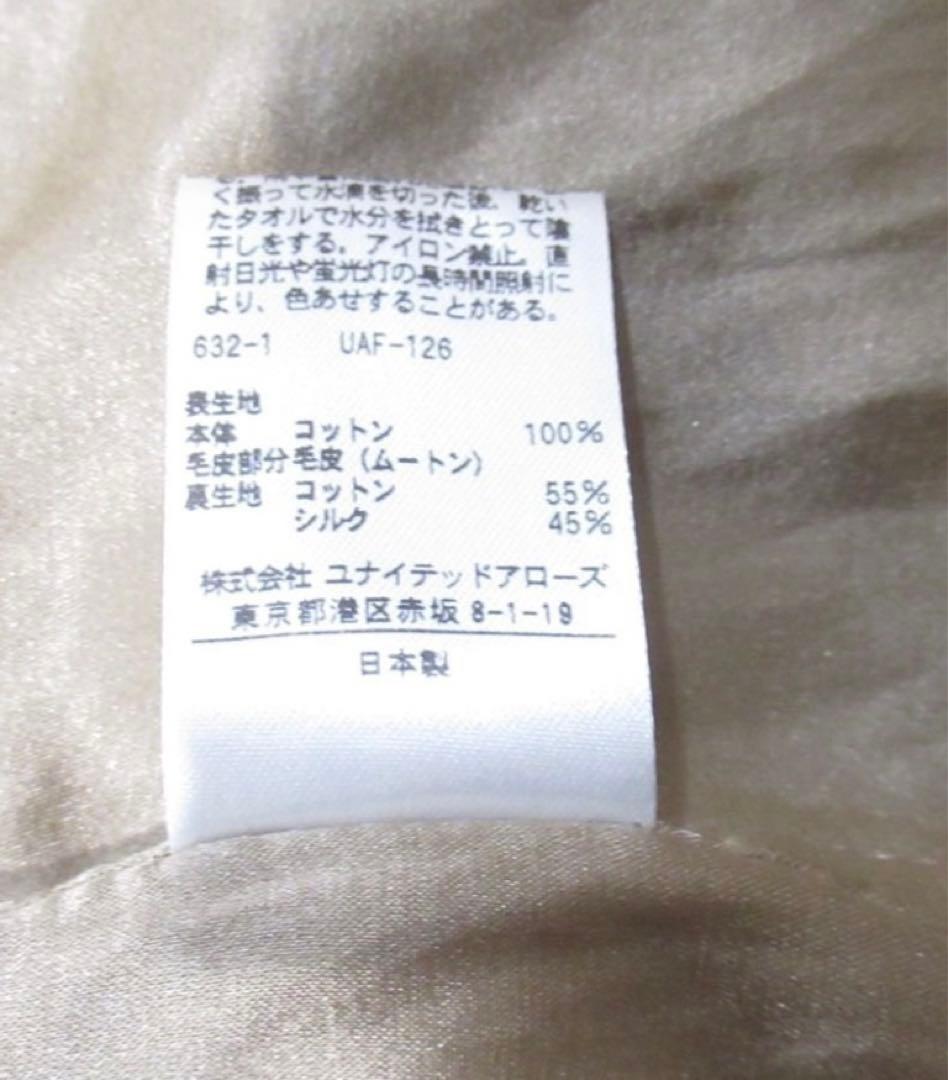 く振って水滴を切った後、乾い
たタオルで水分を拭きとって陰
干しをする。アイロン禁止。直
射日光や蛍光灯の長時間照射に
より、色あせすることがある。
632-1 UAF-126
表生地
本体 コットン 100%
毛皮部分毛皮 (ムートン)
裏生地 コットン 55%
シルク 45%
株式会社 ユナイテッドアローズ
東京都港区赤坂 8-1-19
日本製